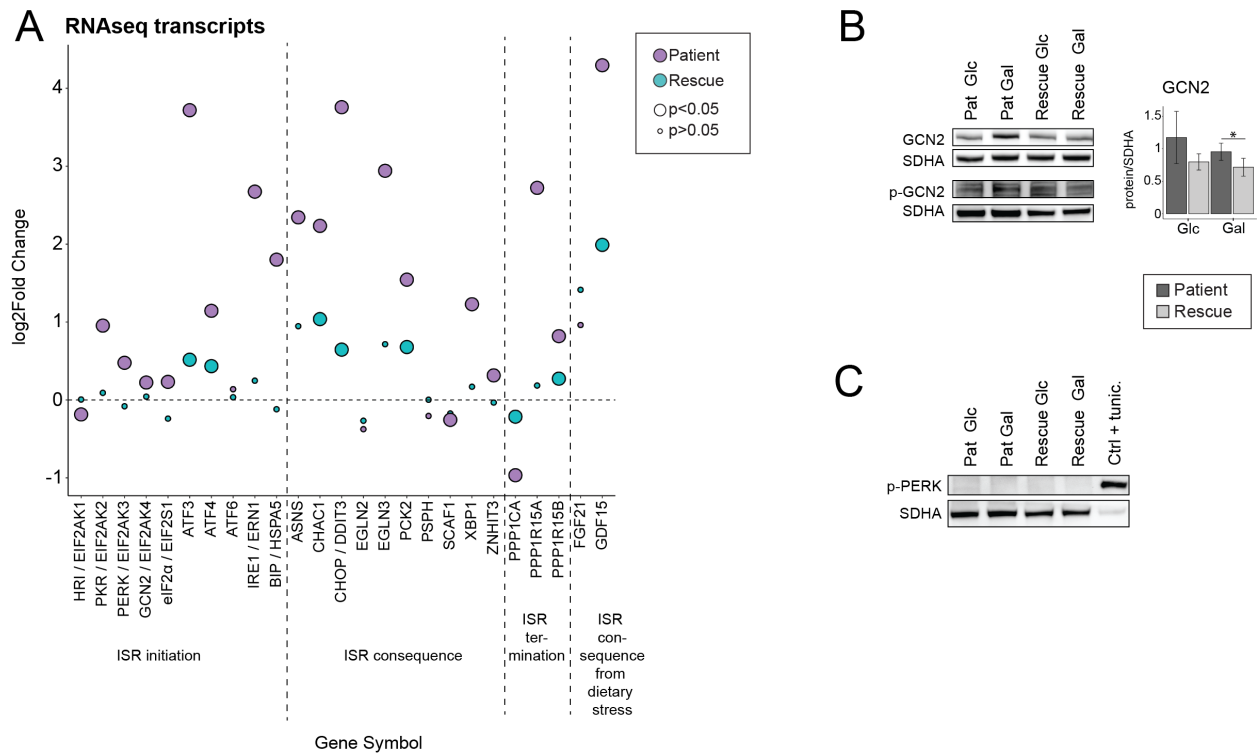 A
RNAseq transcripts
log2Fold Change
4
3
2
1
0
-1
Patient
Rescue
p<0.05
p>0.05
HRI / EIF2AK1
PKR / EIF2AK2
PERK / EIF2AK3
GCN2 / EIF2AK4
eIF2α / EIF2S1
ATF3
ATF4
ATF6
IRE1 / ERN1
BIP / HSPA5
ASNS
CHAC1
CHOP / DDIT3
EGLN2
EGLN3
PCK2
PSPH
SCAF1
XBP1
ZNHIT3
PPP1CA
PPP1R15A
PPP1R15B
FGF21
GDF15
ISR initiation
ISR consequence
ISR
ter-
mination
ISR
con-
sequence
from
dietary
stress
Gene Symbol
B
Pat Glc
Pat Gal
Rescue Glc
Rescue Gal
GCN2
SDHA
p-GCN2
SDHA
GCN2
protein/SDHA
1.5
1
0.5
0
*
Glc
Gal
Patient
Rescue
C
Pat Glc
Pat Gal
Rescue Glc
Rescue Gal
Ctrl + tunic.
p-PERK
SDHA